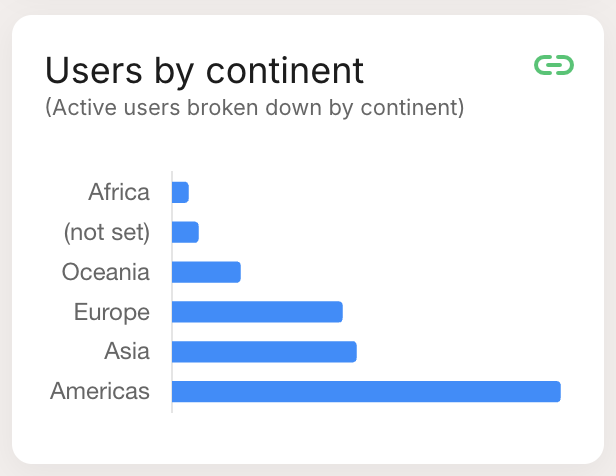 Users by continent
(Active users broken down by continent)
Africa
(not set)
Oceania
Europe
Asia
Americas